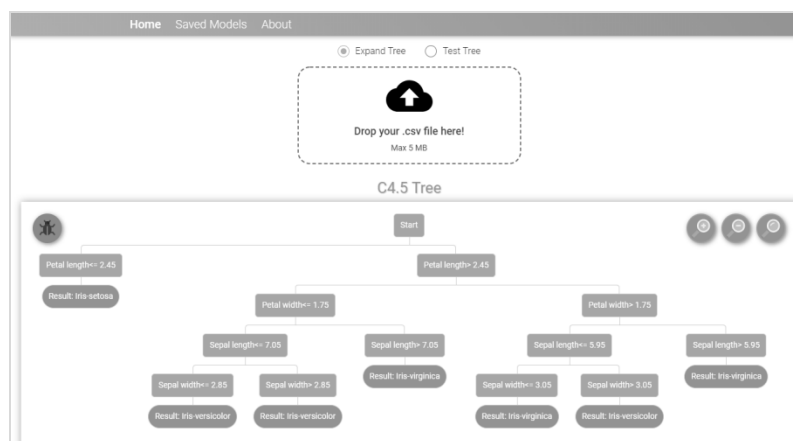 Home Saved Models About
Expand Tree Test Tree
Drop your .csv file here!
Max 5 MB
C4.5 Tree
Start
Petal length<= 2.45 Petal length> 2.45
Result: Iris-setosa
Petal width<= 1.75 Petal width> 1.75
Sepal length<= 7.05 Sepal length> 7.05 Sepal length<= 5.95 Sepal length> 5.95
Result: Iris-virginica Result: Iris-virginica
Sepal width<= 2.85 Sepal width> 2.85 Sepal width<= 3.05 Sepal width> 3.05
Result: Iris-versicolor Result: Iris-versicolor Result: Iris-virginica Result: Iris-versicolor